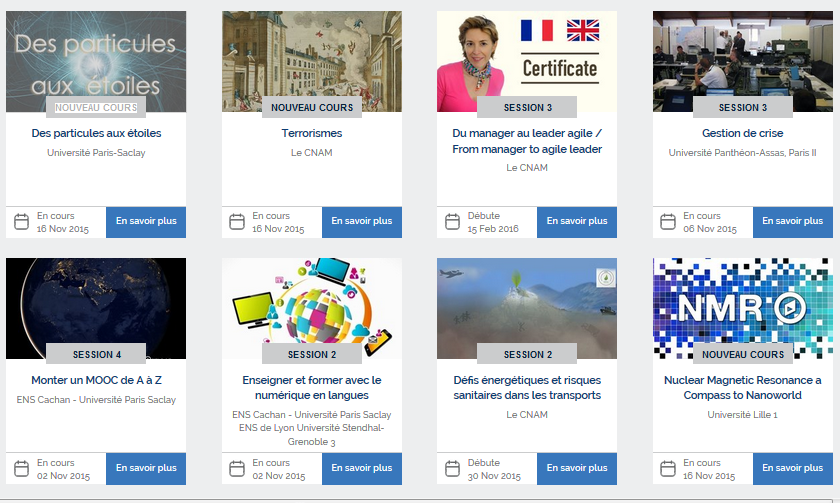 Des particules
aux étoiles
NOUVEAU COURS
Des particules aux étoiles
Université Paris-Saclay
En cours
16 Nov 2015
En savoir plus
NOUVEAU COURS
Terrorismes
Le CNAM
En cours
16 Nov 2015
En savoir plus
Certificate
SESSION 3
Du manager au leader agile /
From manager to agile leader
Le CNAM
Débute
15 Feb 2016
En savoir plus
SESSION 3
Gestion de crise
Université Panthéon-Assas, Paris II
En cours
06 Nov 2015
En savoir plus
SESSION 4
Monter un MOOC de A à Z
ENS Cachan - Université Paris Saclay
En cours
02 Nov 2015
En savoir plus
SESSION 2
Enseigner et former avec le
numérique en langues
ENS Cachan - Université Paris Saclay
ENS de Lyon Université Stendhal-
Grenoble 3
En cours
02 Nov 2015
En savoir plus
SESSION 2
Défis énergétiques et risques
sanitaires dans les transports
Le CNAM
Débute
30 Nov 2015
En savoir plus
NMR
NOUVEAU COURS
Nuclear Magnetic Resonance a
Compass to Nanoworld
Université Lille 1
En cours
16 Nov 2015
En savoir plus